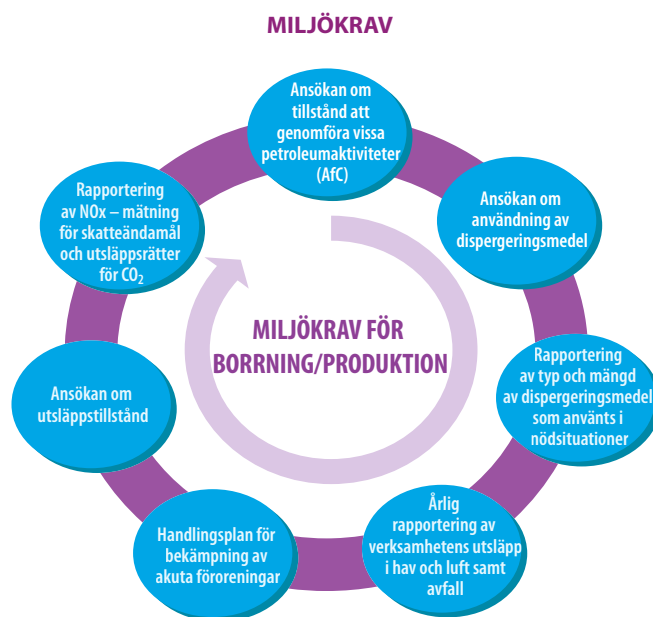 MILJÖKRAV
Ansökan om
tillstånd att
genomföra vissa
petroleumaktiviteter
(AfC)
Ansökan om
användning av
dispergeringsmedel
Rapportering
av typ och mängd
av dispergeringsmedel
som använts i
nödsituationer
Årlig
rapportering av
verksamhetens utsläpp
i hav och luft samt
avfall
Handlingsplan för
bekämpning av
akuta föroreningar
Ansökan om
utsläppstillstånd
Rapportering
av NOx – mätning
för skatteändamål
och utsläppsrätter
för CO₂
MILJÖKRAV FÖR
BORRNING/PRODUKTION